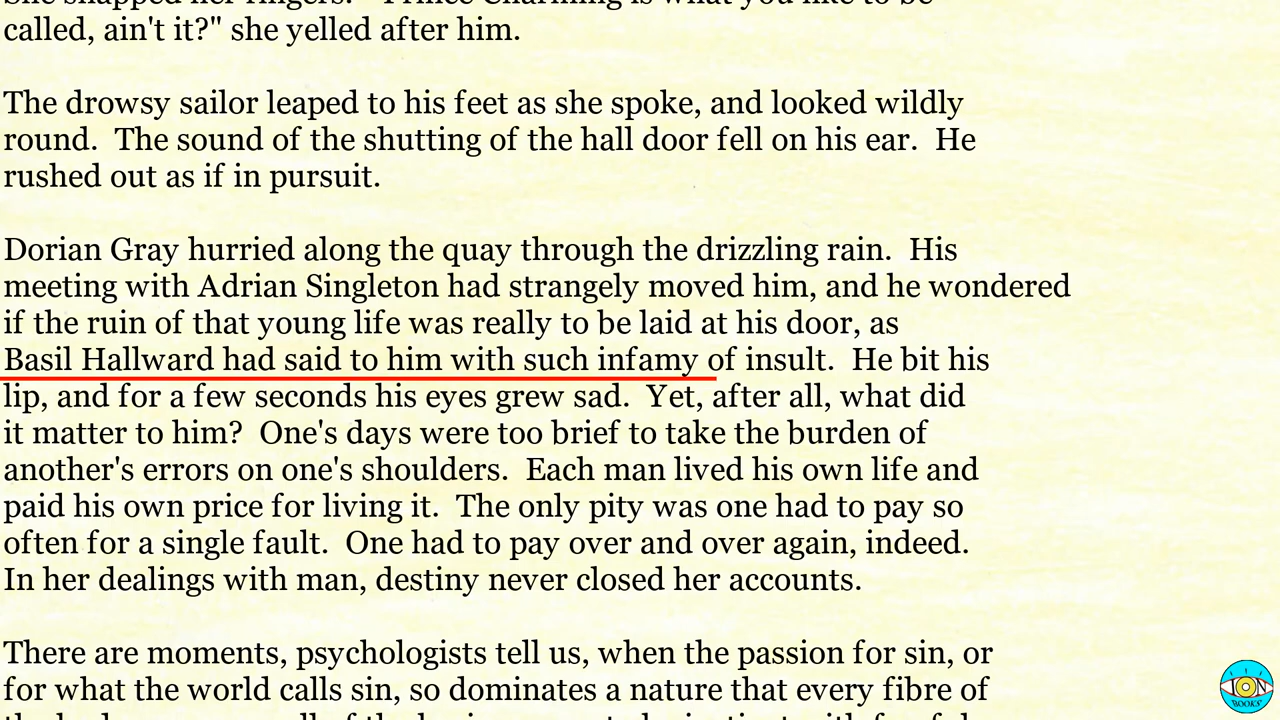 called, ain't it?" she yelled after him.
The drowsy sailor leaped to his feet as she spoke, and looked wildly
round.  The sound of the shutting of the hall door fell on his ear.  He
rushed out as if in pursuit.
Dorian Gray hurried along the quay through the drizzling rain.  His
meeting with Adrian Singleton had strangely moved him, and he wondered
if the ruin of that young life was really to be laid at his door, as
Basil Hallward had said to him with such infamy of insult.  He bit his
lip, and for a few seconds his eyes grew sad.  Yet, after all, what did
it matter to him?  One's days were too brief to take the burden of
another's errors on one's shoulders.  Each man lived his own life and
paid his own price for living it.  The only pity was one had to pay so
often for a single fault.  One had to pay over and over again, indeed.
In her dealings with man, destiny never closed her accounts.
There are moments, psychologists tell us, when the passion for sin, or
for what the world calls sin, so dominates a nature that every fibre of
ION
BOOKS